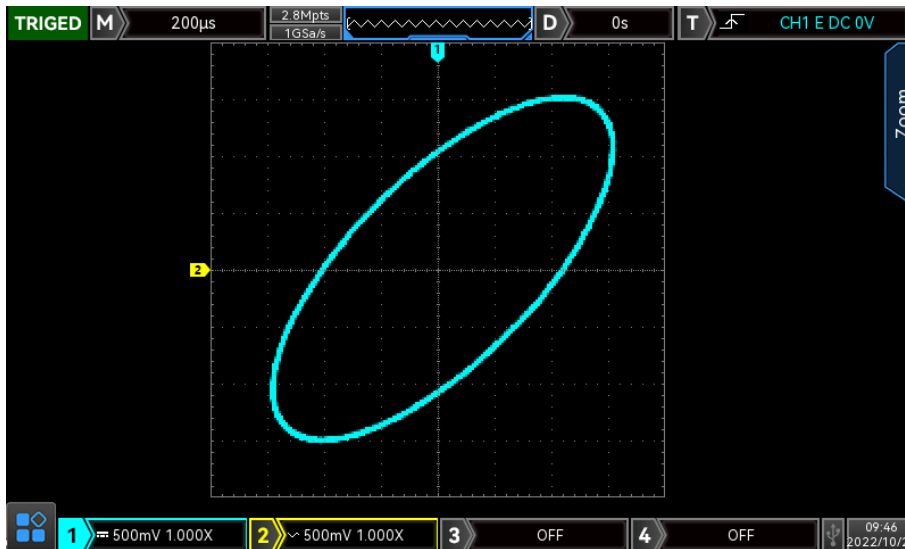 TRIGED M 200μs 2.8Mpts 1GSa/s D 0s T CH1 E DC 0V
1
Zoom
2
1 500mV 1.000X 2 500mV 1.000X 3 OFF 4 OFF 09:46